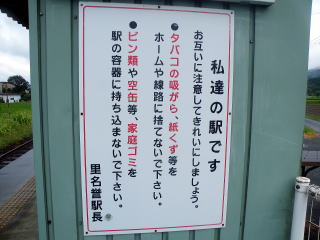 私達の駅です
お互いに注意してきれいにしましょう。
●タバコの吸がら、紙くず等を
ホームや線路に捨てないで下さい。
●ビン類や空缶等、家庭ゴミを
駅の容器に持ち込まないで下さい。
里名誉駅長